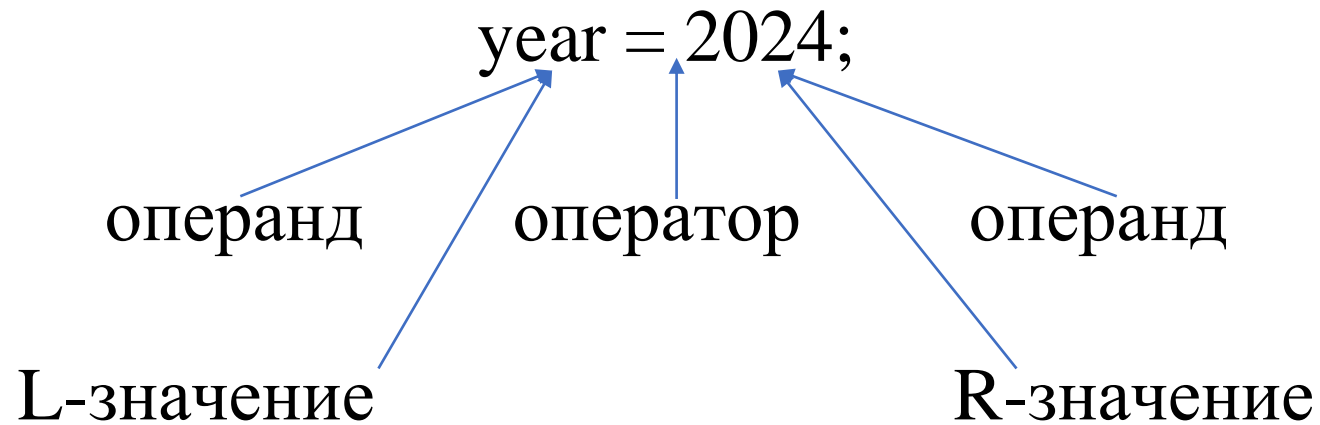 year = 2024;
операнд оператор операнд
L-значение R-значение